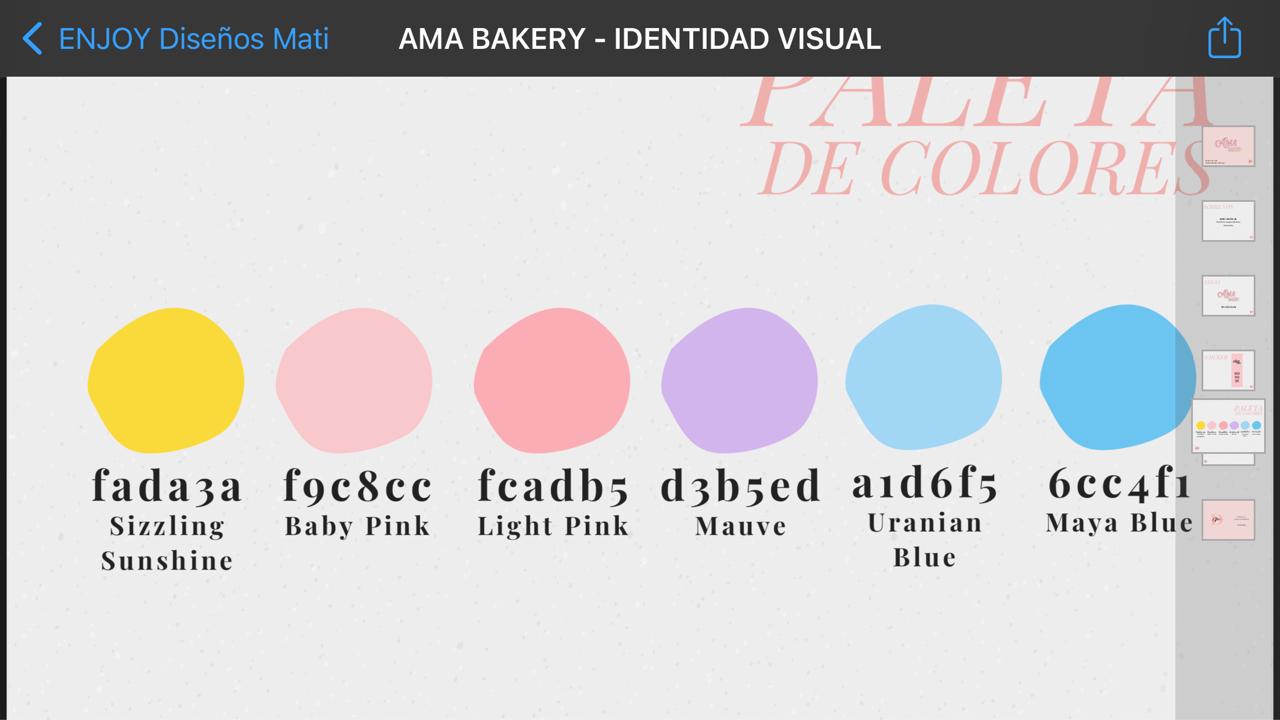 ENJOY Diseños Mati
AMA BAKERY - IDENTIDAD VISUAL
PALETA
DE COLORES
fada3a
f9c8cc
fcadb5
d3b5ed
a1d6f5
6cc4f1
Sizzling
Sunshine
Baby Pink
Light Pink
Mauve
Uranian
Blue
Maya Blue